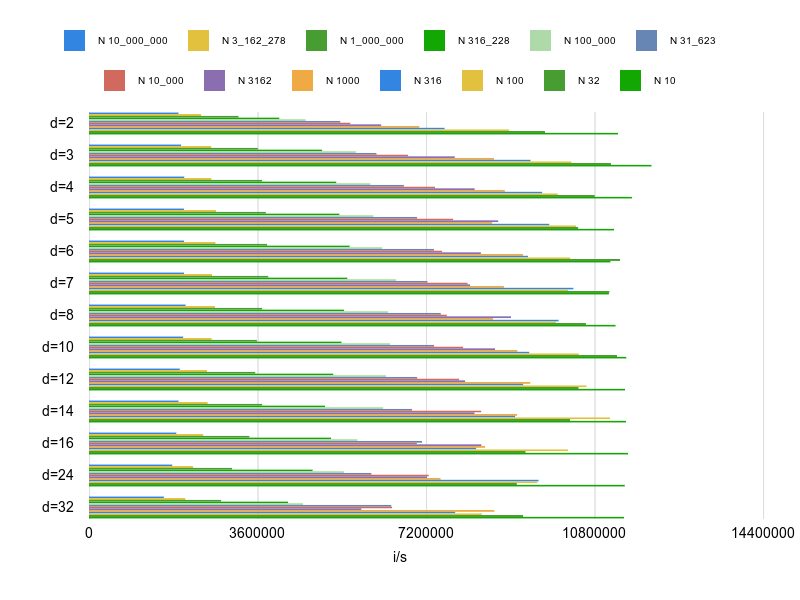 N 10_000_000 N 3_162_278 N 1_000_000 N 316_228 N 100_000 N 31_623
N 10_000 N 3162 N 1000 N 316 N 100 N 32 N 10
d=2
d=3
d=4
d=5
d=6
d=7
d=8
d=10
d=12
d=14
d=16
d=24
d=32
0 3600000 7200000 10800000 14400000
i/s